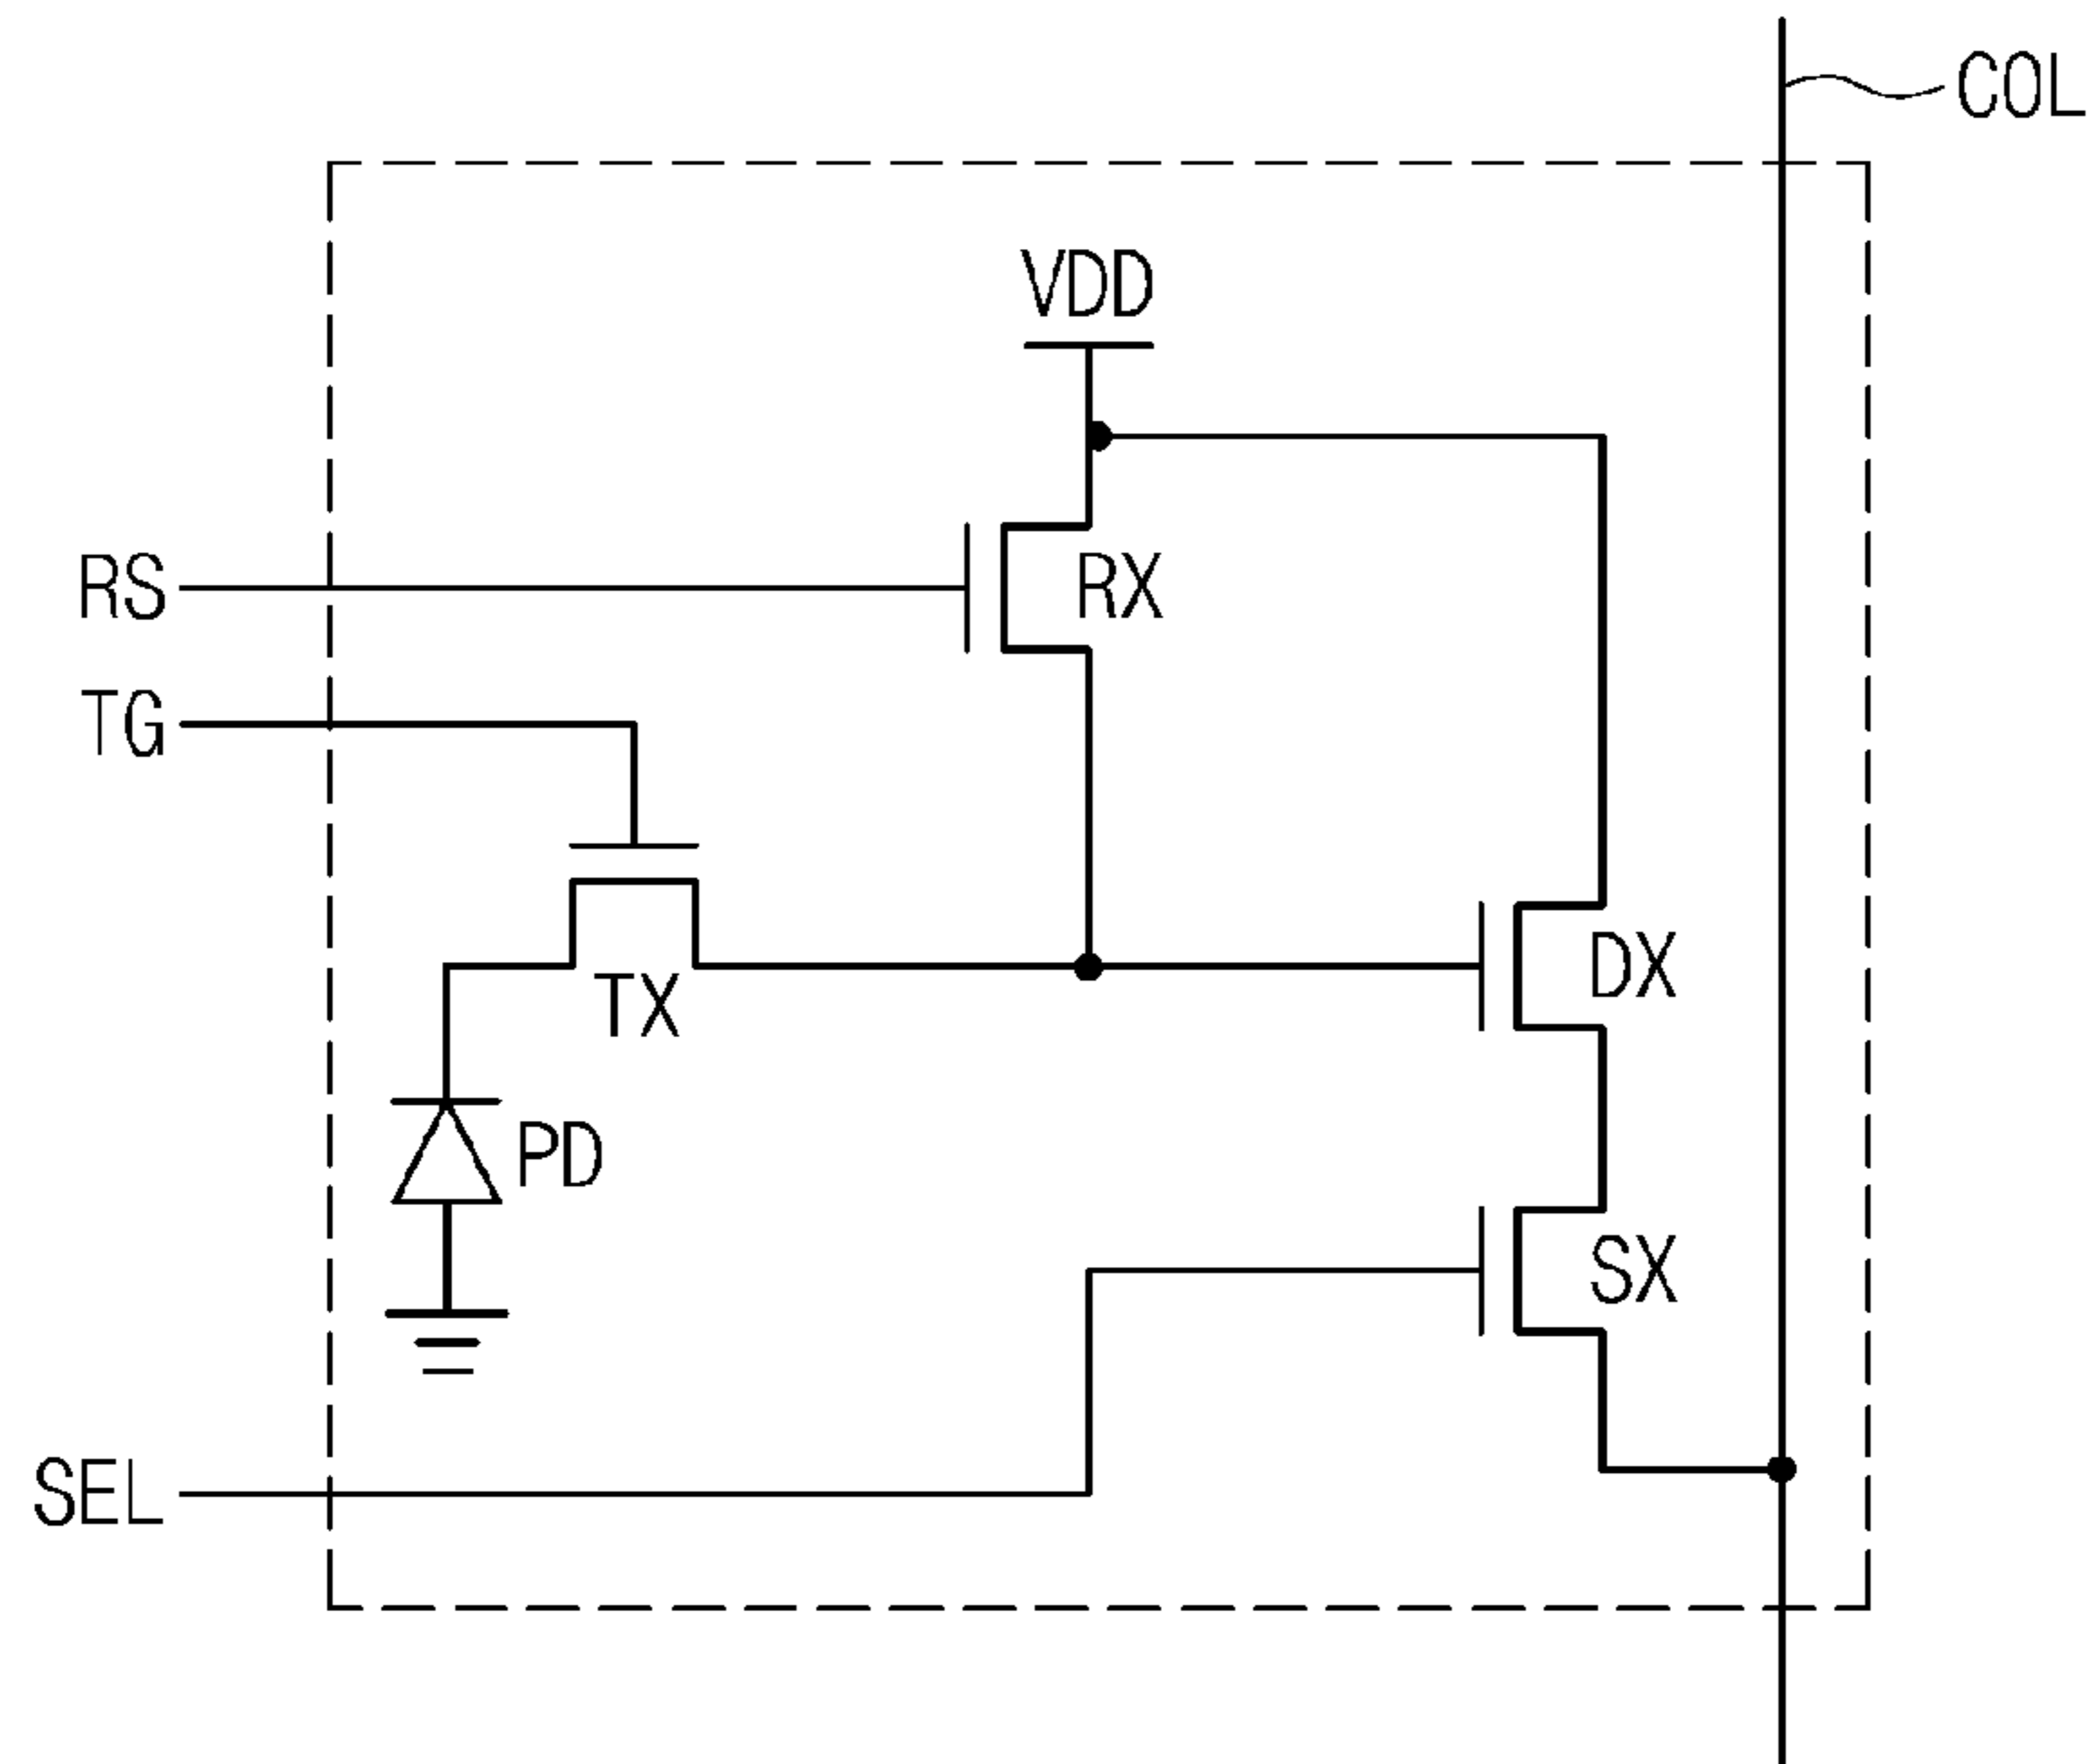 COL
VDD
RS
RX
TG
DX
TX
PD
SX
SEL